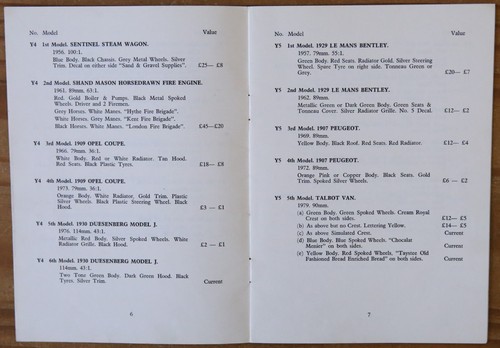 No. Model Value
Y4 1st Model. SENTINEL STEAM WAGON.
1956. 100:1.
Blue Body. Black Chassis. Grey Metal Wheels. Silver
Trim. Decal on either side "Sand & Gravel Supplies". £25— £8
Y4 2nd Model. SHAND MASON HORSEDRAWN FIRE ENGINE.
1961. 89mm. 63:1.
Red. Gold Boiler & Pumps. Black Metal Spoked
Wheels. Driver and 2 Firemen.
Grey Horses. White Manes. "Hythe Fire Brigade".
White Horses. Grey Manes. "Kent Fire Brigade".
Black Horses. White Manes. "London Fire Brigade" £45—£20
Y4 3rd Model. 1909 OPEL COUPE.
1966. 79mm. 36:1.
White Body. Red or White Radiator. Tan Hood.
Red Seats. Black Plastic Tyres. £18— £8
Y4 4th Model. 1909 OPEL COUPE.
1973. 79mm. 36:1.
Orange Body. White Radiator, Gold Trim. Plastic
Silver Wheels. Black Plastic Steering Wheel. Black
Hood. £3 — £1
Y4 5th Model. 1930 DUESENBERG MODEL J.
1976. 114mm. 43:1.
Metallic Red Body. Silver Spoked Wheels. White
Radiator Grille. Black Hood. £2 — £1
Y4 6th Model. 1930 DUESENBERG MODEL J.
114mm. 43:1.
Two Tone Green Body. Dark Green Hood. Black
Tyres. Silver Trim. Current
6
No. Model Value
Y5 1st Model. 1929 LE MANS BENTLEY.
1957. 79mm. 55:1.
Green Body. Red Seats. Radiator Gold. Silver Steering
Wheel. Spare Tyre on right side. Tonneau Green or
Grey. £20— £7
Y5 2nd Model. 1929 LE MANS BENTLEY.
1962. 89mm.
Metallic Green or Dark Green Body. Green Seats &
Tonneau Cover. Silver Radiator Grille. No. 5 Decal. £12— £2
Y5 3rd Model. 1907 PEUGEOT.
1969. 89mm.
Yellow Body. Black Roof. Red Seats. Red Radiator. £12— £4
Y5 4th Model. 1907 PEUGEOT.
1972. 89mm.
Orange Pink or Copper Body. Black Seats. Gold
Trim. Spoked Silver Wheels. £6 — £2
Y5 5th Model. TALBOT VAN.
1979. 90mm.
(a) Green Body. Green Spoked Wheels. Cream Royal
Crest on both sides. £12— £5
(b) As above but no Crest. Lettering Yellow. £14— £5
(c) As above Simulated Crest. Current
(d) Blue Body. Blue Spoked Wheels. "Chocolat
Menier" on both sides. Current
(e) Yellow Body. Red Spoked Wheels, "Taystee Old
Fashioned Bread Enriched Bread" on both sides. Current
7